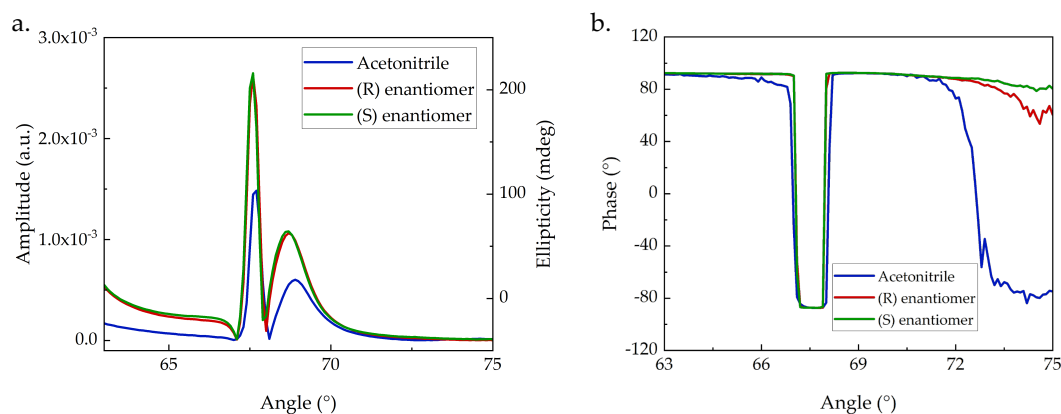 a.
3.0x10⁻³
2.0x10⁻³
1.0x10⁻³
0.0
Amplitude (a.u.)
Acetonitrile
(R) enantiomer
(S) enantiomer
200
100
0
Ellipticity (mdeg)
65
70
75
Angle (°)
b.
120
80
40
0
-40
-80
-120
Phase (°)
Acetonitrile
(R) enantiomer
(S) enantiomer
63
66
69
72
75
Angle (°)